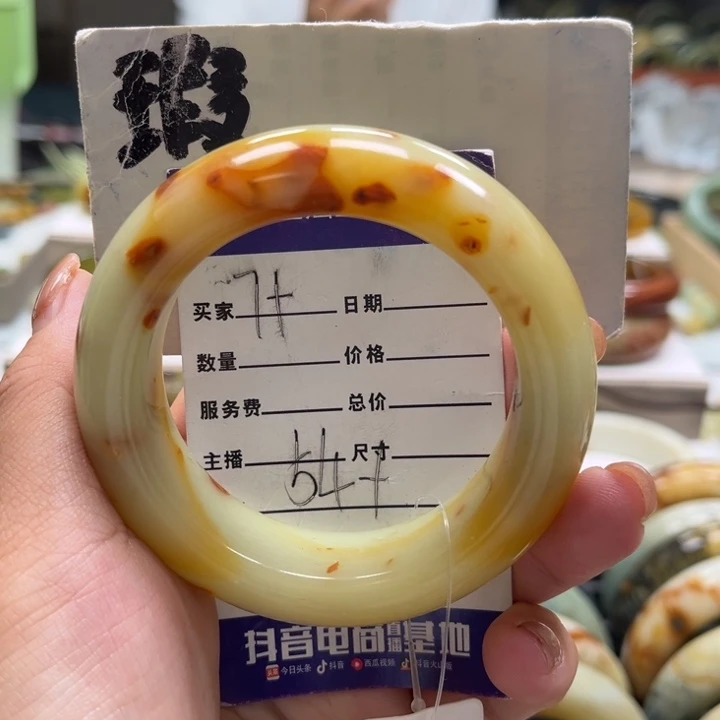 瑕
买家 7+ 日期
数量 价格
服务费 总价
主播 尺寸
54+
抖音电商直播基地
今日头条 抖音 西瓜视频 抖音火山版